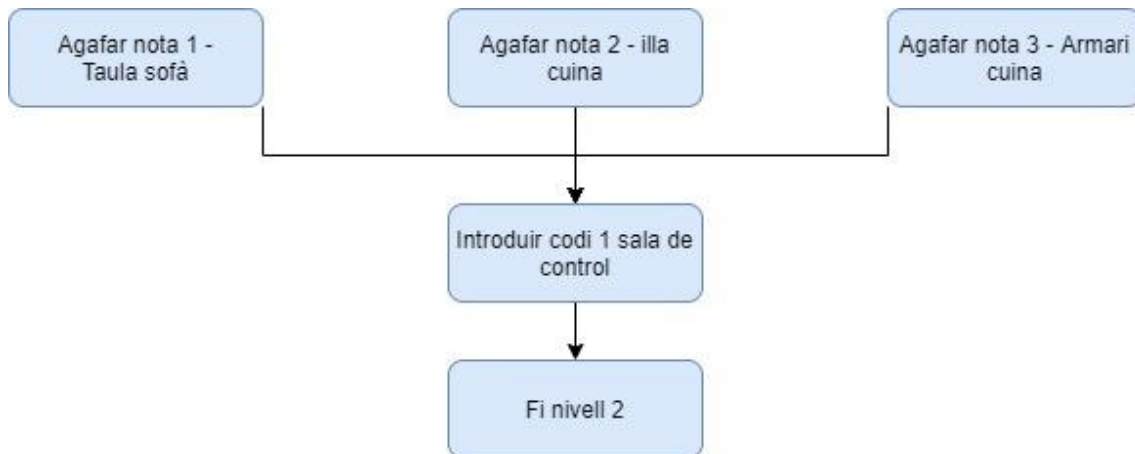 Agafar nota 1 -
Taula sofà
Agafar nota 2 - illa
cuina
Agafar nota 3 - Armari
cuina
Introduir codi 1 sala de
control
Fi nivell 2